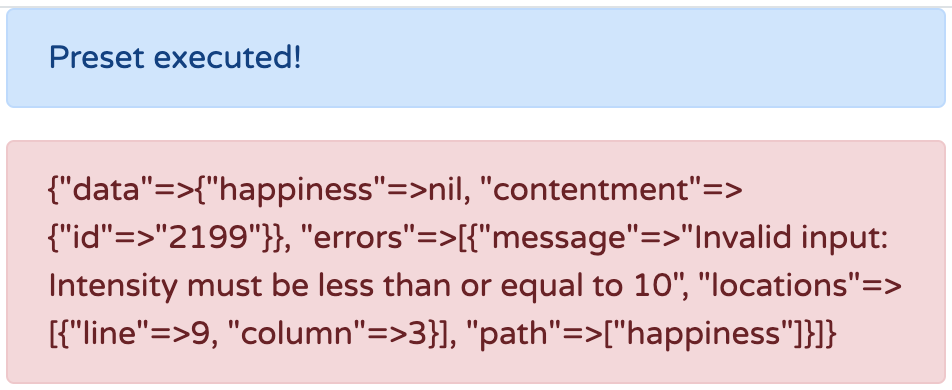 Preset executed!
{"data"=>{"happiness"=>nil, "contentment"=>
{"id"=>"2199"}}, "errors"=>[{"message"=>"Invalid input:
Intensity must be less than or equal to 10", "locations"=>
[{"line"=>9, "column"=>3}], "path"=>["happiness"]}]}